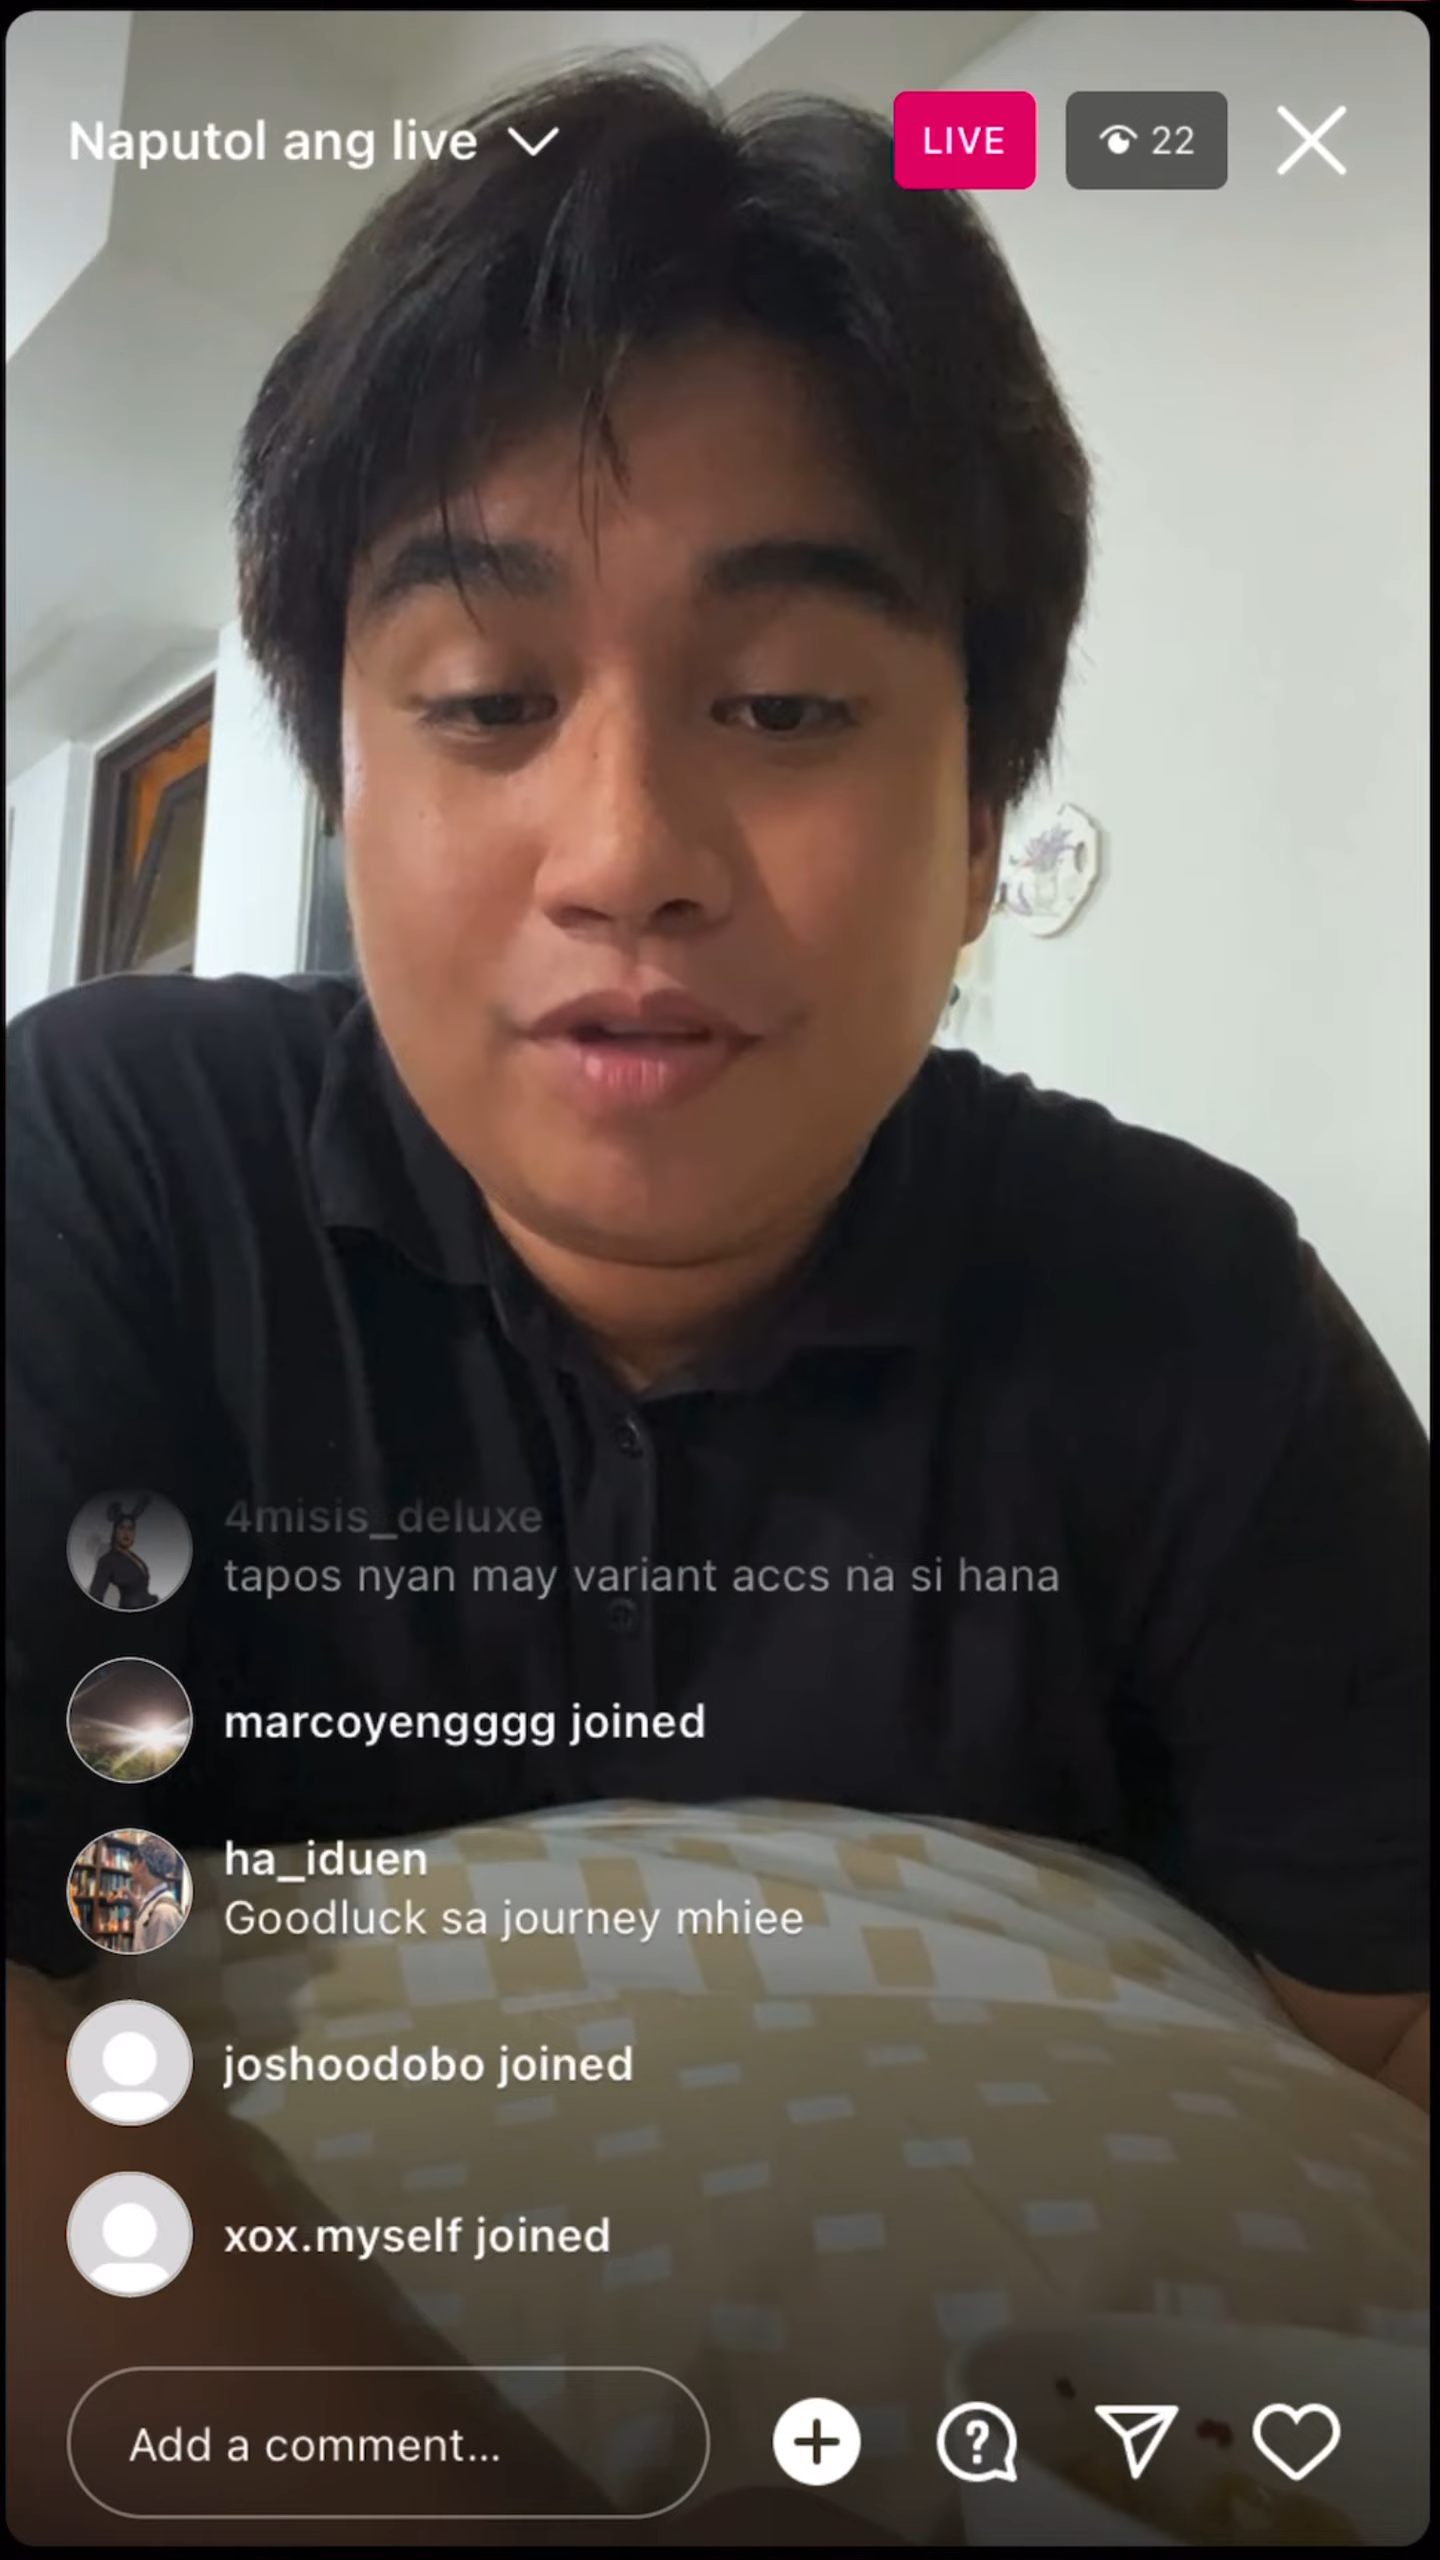 Naputol ang live
LIVE
22
4misis_deluxe
tapos nyan may variant accs na si hana
marcoyengggg joined
ha_iduen
Goodluck sa journey mhiee
joshoodobo joined
xox.myself joined
Add a comment...